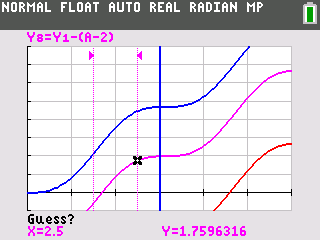 NORMAL FLOAT AUTO REAL RADIAN MP
Y8=Y1-(A-2)
Guess?
X=2.5 Y=1.7596316